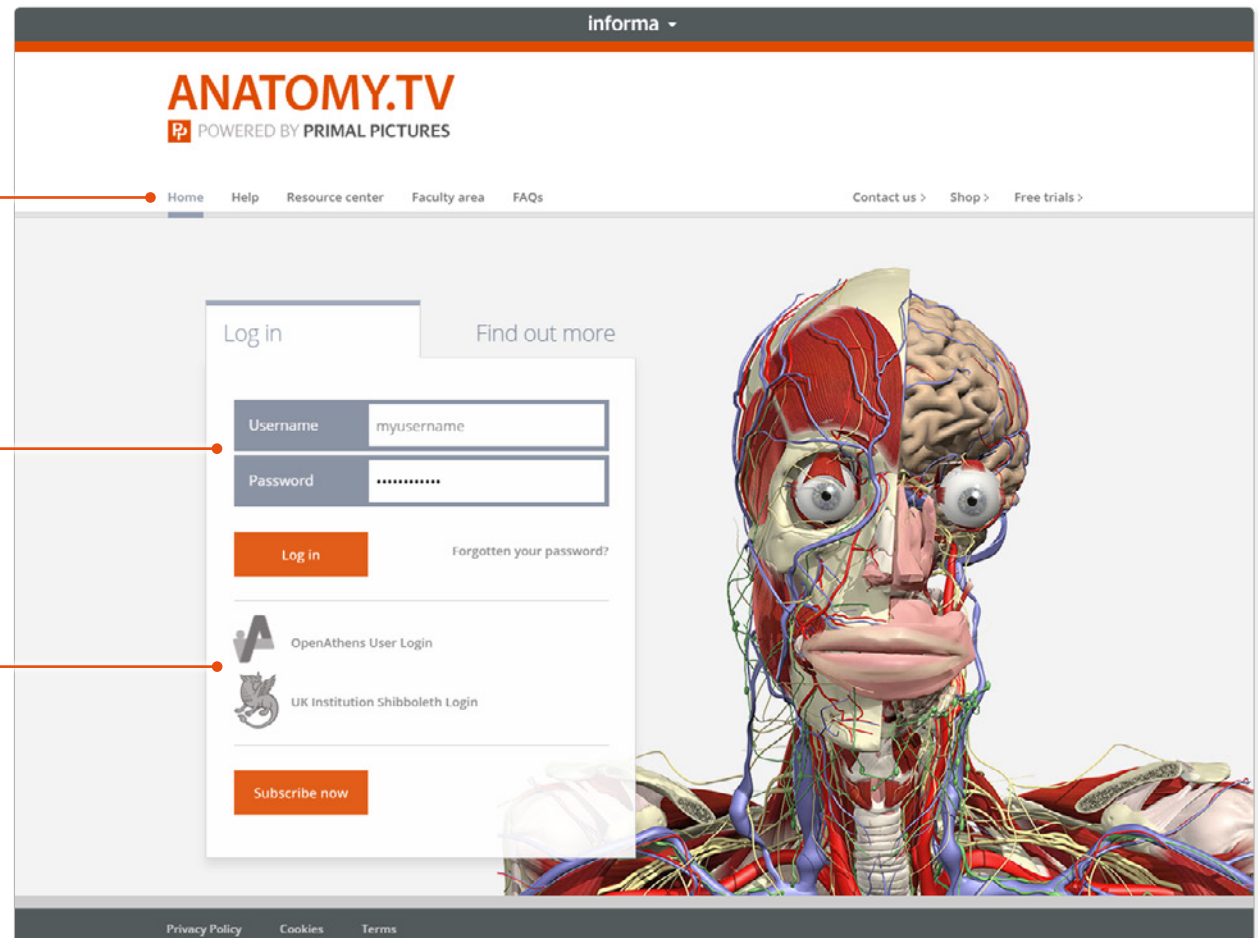 informa
ANATOMY.TV
POWERED BY PRIMAL PICTURES
Home Help Resource center Faculty area FAQs Contact us > Shop > Free trials >
Log in Find out more
Username myusername
Password ••••••••••••
Log in Forgotten your password?
OpenAthens User Login
UK Institution Shibboleth Login
Subscribe now
Privacy Policy Cookies Terms